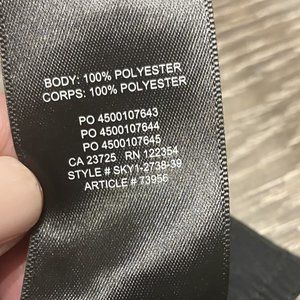 BODY: 100% POLYESTER
CORPS: 100% POLYESTER
PO 4500107643
PO 4500107644
PO 4500107645
CA 23725 RN 122354
STYLE # SKY1-2738-39
ARTICLE # 73956